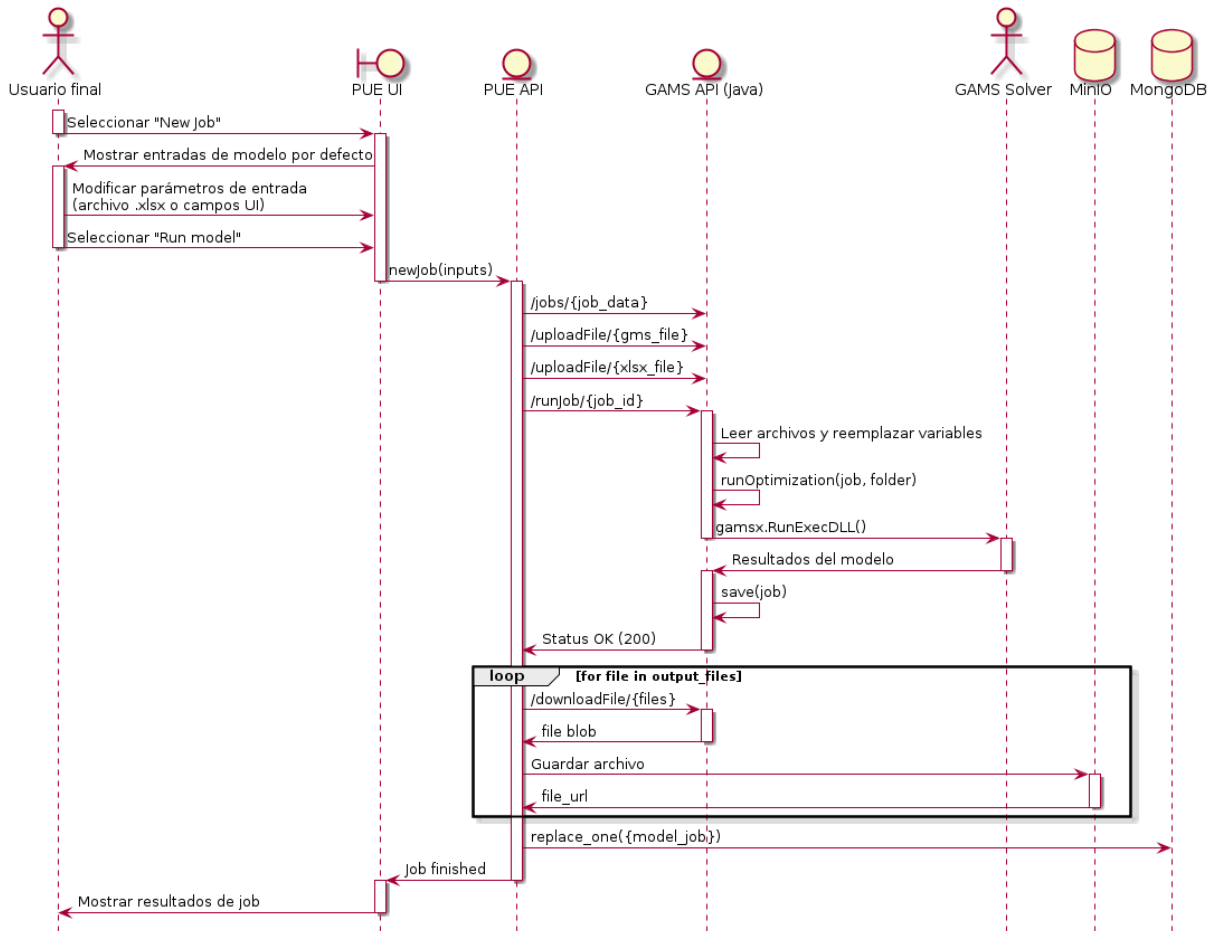 Usuario final
PUE UI
PUE API
GAMS API (Java)
GAMS Solver
MinIO
MongoDB
Seleccionar "New Job"
Mostrar entradas de modelo por defecto
Modificar parámetros de entrada
(archivo .xlsx o campos UI)
Seleccionar "Run model"
newJob(inputs)
/jobs/{job_data}
/uploadFile/{gms_file}
/uploadFile/{xlsx_file}
/runJob/{job_id}
Leer archivos y reemplazar variables
runOptimization(job, folder)
gamsx.RunExecDLL()
Resultados del modelo
save(job)
Status OK (200)
loop [for file in output_files]
/downloadFile/{files}
file blob
Guardar archivo
file_url
replace_one({model_job})
Job finished
Mostrar resultados de job